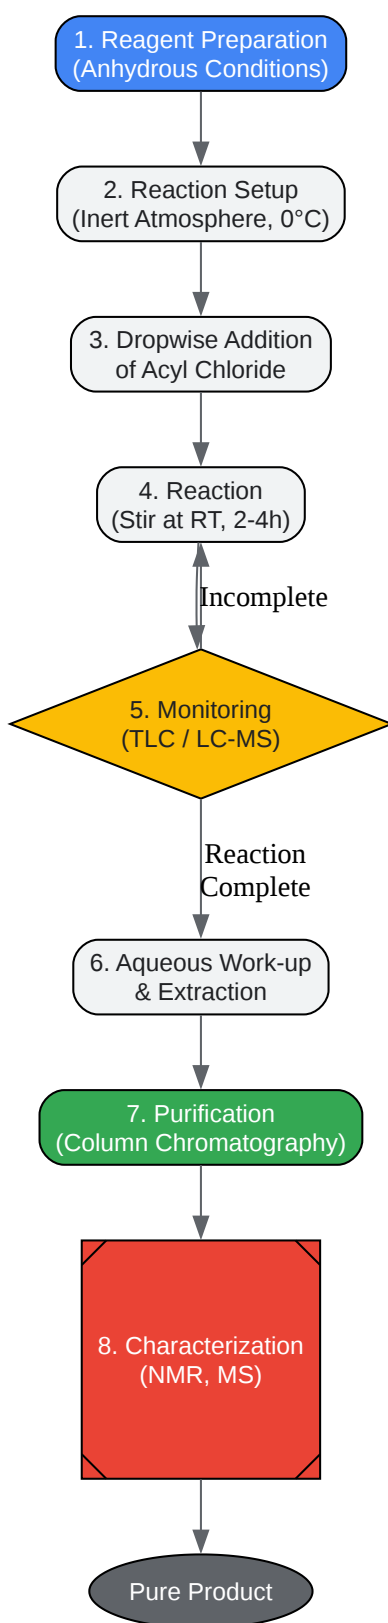 1. Reagent Preparation
(Anhydrous Conditions)
2. Reaction Setup
(Inert Atmosphere, 0°C)
3. Dropwise Addition
of Acyl Chloride
4. Reaction
(Stir at RT, 2-4h)
Incomplete
5. Monitoring
(TLC / LC-MS)
Reaction
Complete
6. Aqueous Work-up
& Extraction
7. Purification
(Column Chromatography)
8. Characterization
(NMR, MS)
Pure Product